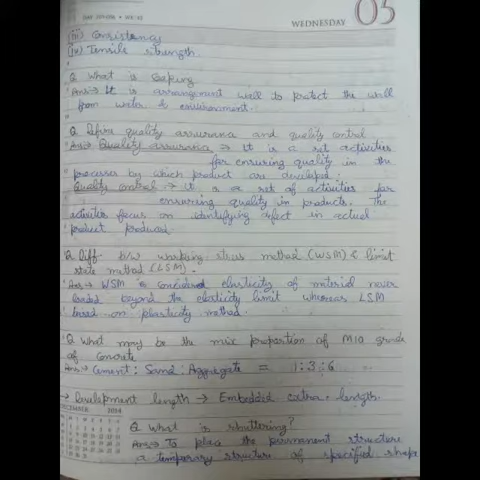 WEDNESDAY 05
(iii) Consistency
(iv) Tensile strength.
Q What is Coping
Ans → It is arrangement wall to protect the wall
from water & environment.
Q. Define quality assurance and quality control
Ans → Quality assurance → It is a set activities
for ensuring quality in the
processes by which product are developed.
Quality control → It is a set of activities for
ensuring quality in products. The
activities focus on identifying defect in actual
product produced
Q Diff. b/w working stress method (WSM) & limit
state method (LSM).
Ans → WSM is considered elasticity of material never
loaded beyond the elasticity limit whereas LSM
based on plasticity method.
Q What may be the mix proportion of M10 grade
of Concrete
Ans → Cement : Sand : Aggregate = 1:3:6
→ Development length → Embedded extra length.
DECEMBER 2014
Q. What is shuttering?
Ans → To place the permanent structure
a temporary structure of specified shape